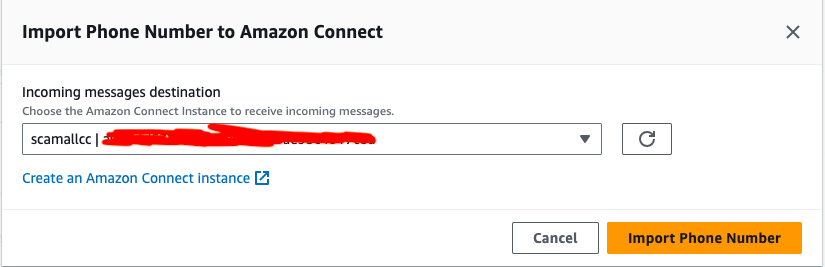 Import Phone Number to Amazon Connect
Incoming messages destination
Choose the Amazon Connect Instance to receive incoming messages.
scamallcc |
Create an Amazon Connect instance
Cancel
Import Phone Number